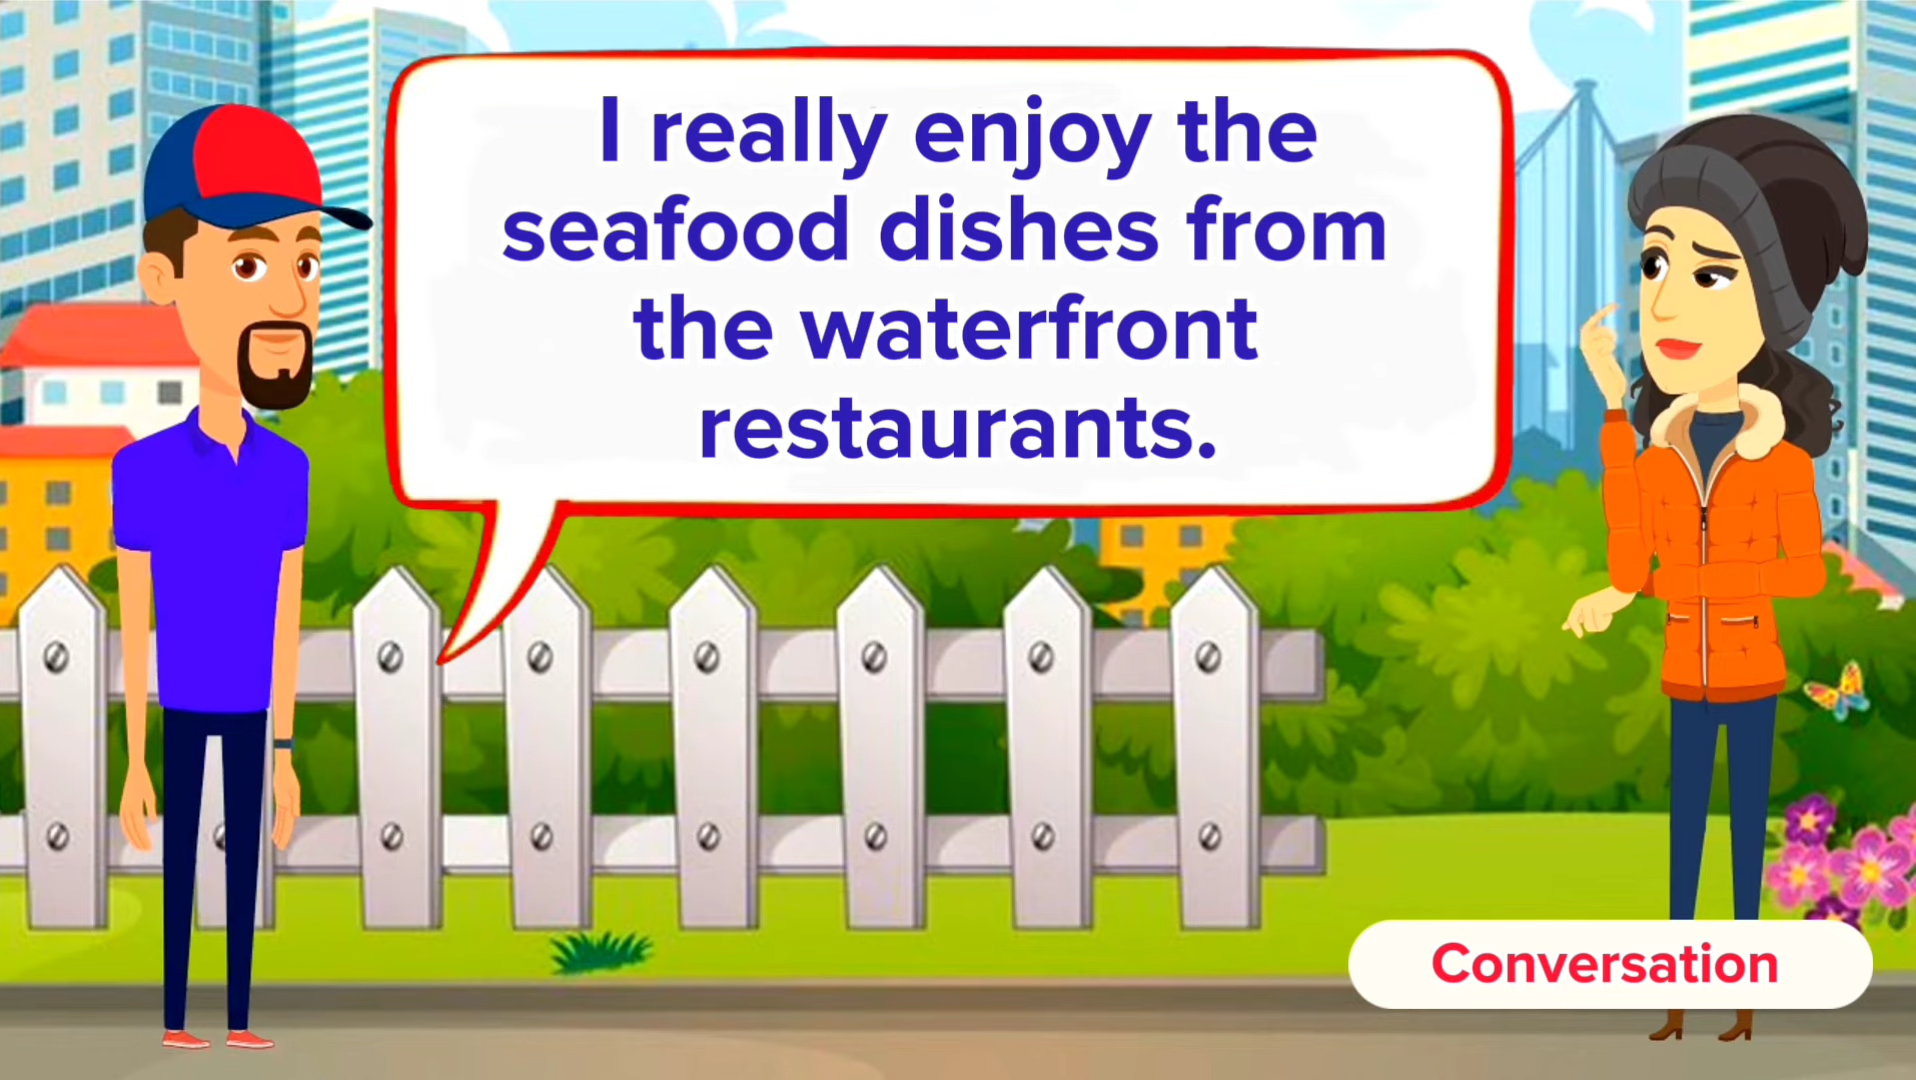 I really enjoy the
seafood dishes from
the waterfront
restaurants.
Conversation